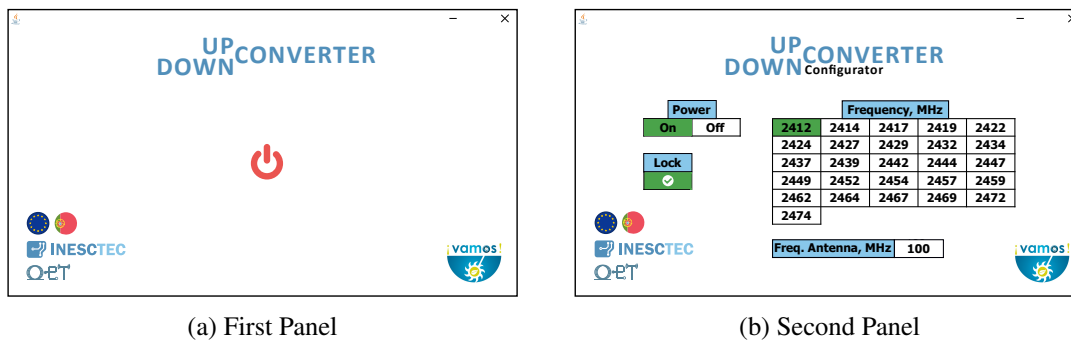 UP
DOWN CONVERTER
INESCTEC
¡vamos!
(a) First Panel
UP
DOWN CONVERTER
Configurator
Power
On Off
Lock
Frequency, MHz
2412 2414 2417 2419 2422
2424 2427 2429 2432 2434
2437 2439 2442 2444 2447
2449 2452 2454 2457 2459
2462 2464 2467 2469 2472
2474
Freq. Antenna, MHz 100
INESCTEC
¡vamos!
(b) Second Panel